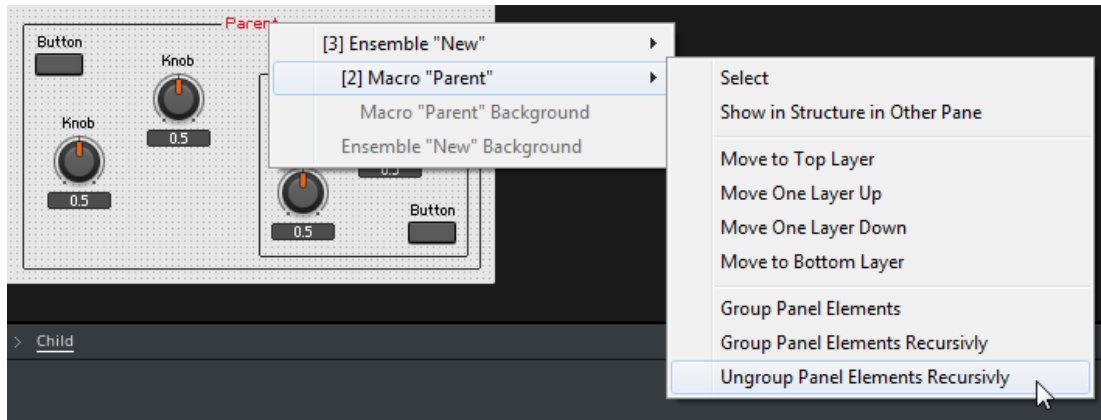 Parent
Button
Knob
0.5
Knob
0.5
[3] Ensemble "New"
[2] Macro "Parent"
Macro "Parent" Background
Ensemble "New" Background
0.5
0.5
Button
Select
Show in Structure in Other Pane
Move to Top Layer
Move One Layer Up
Move One Layer Down
Move to Bottom Layer
Group Panel Elements
Group Panel Elements Recursivly
Ungroup Panel Elements Recursivly
> Child